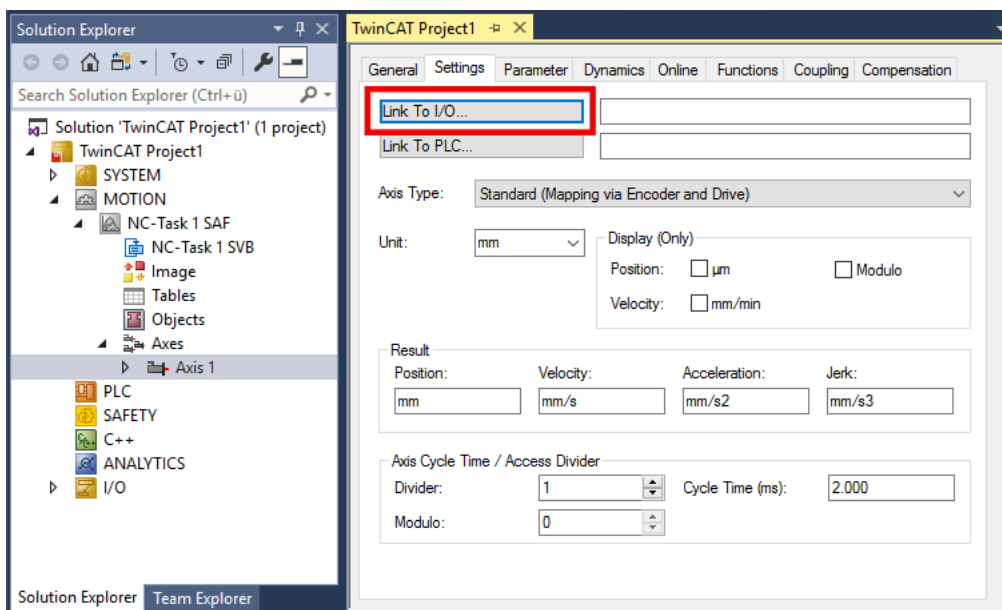 Solution Explorer
Search Solution Explorer (Ctrl+ü)
Solution 'TwinCAT Project1' (1 project)
TwinCAT Project1
SYSTEM
MOTION
NC-Task 1 SAF
NC-Task 1 SVB
Image
Tables
Objects
Axes
Axis 1
PLC
SAFETY
C++
ANALYTICS
I/O
Solution Explorer Team Explorer
TwinCAT Project1
General Settings Parameter Dynamics Online Functions Coupling Compensation
Link To I/O...
Link To PLC...
Axis Type: Standard (Mapping via Encoder and Drive)
Unit: mm
Display (Only)
Position: µm Modulo
Velocity: mm/min
Result
Position: Velocity: Acceleration: Jerk:
mm mm/s mm/s2 mm/s3
Axis Cycle Time / Access Divider
Divider: 1 Cycle Time (ms): 2.000
Modulo: 0